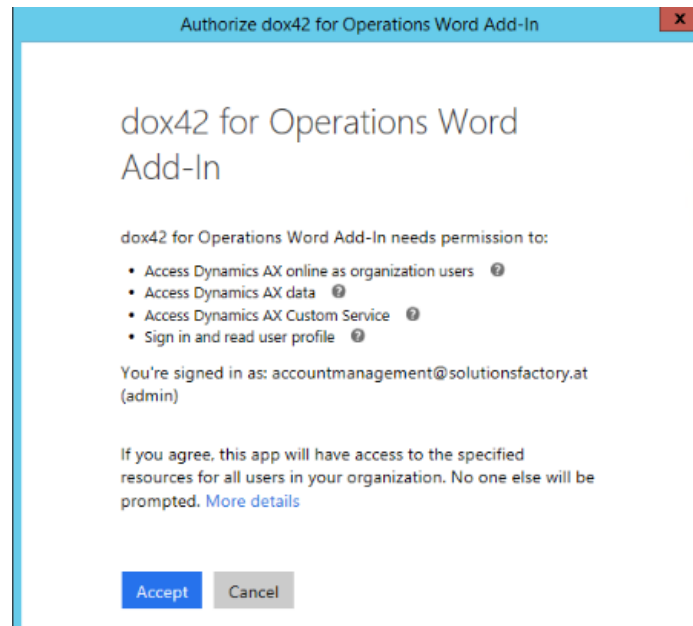 Authorize dox42 for Operations Word Add-In
x
dox42 for Operations Word
Add-In
dox42 for Operations Word Add-In needs permission to:
• Access Dynamics AX online as organization users ?
• Access Dynamics AX data ?
• Access Dynamics AX Custom Service ?
• Sign in and read user profile ?
You're signed in as: accountmanagement@solutionsfactory.at
(admin)
If you agree, this app will have access to the specified
resources for all users in your organization. No one else will be
prompted. More details
Accept Cancel